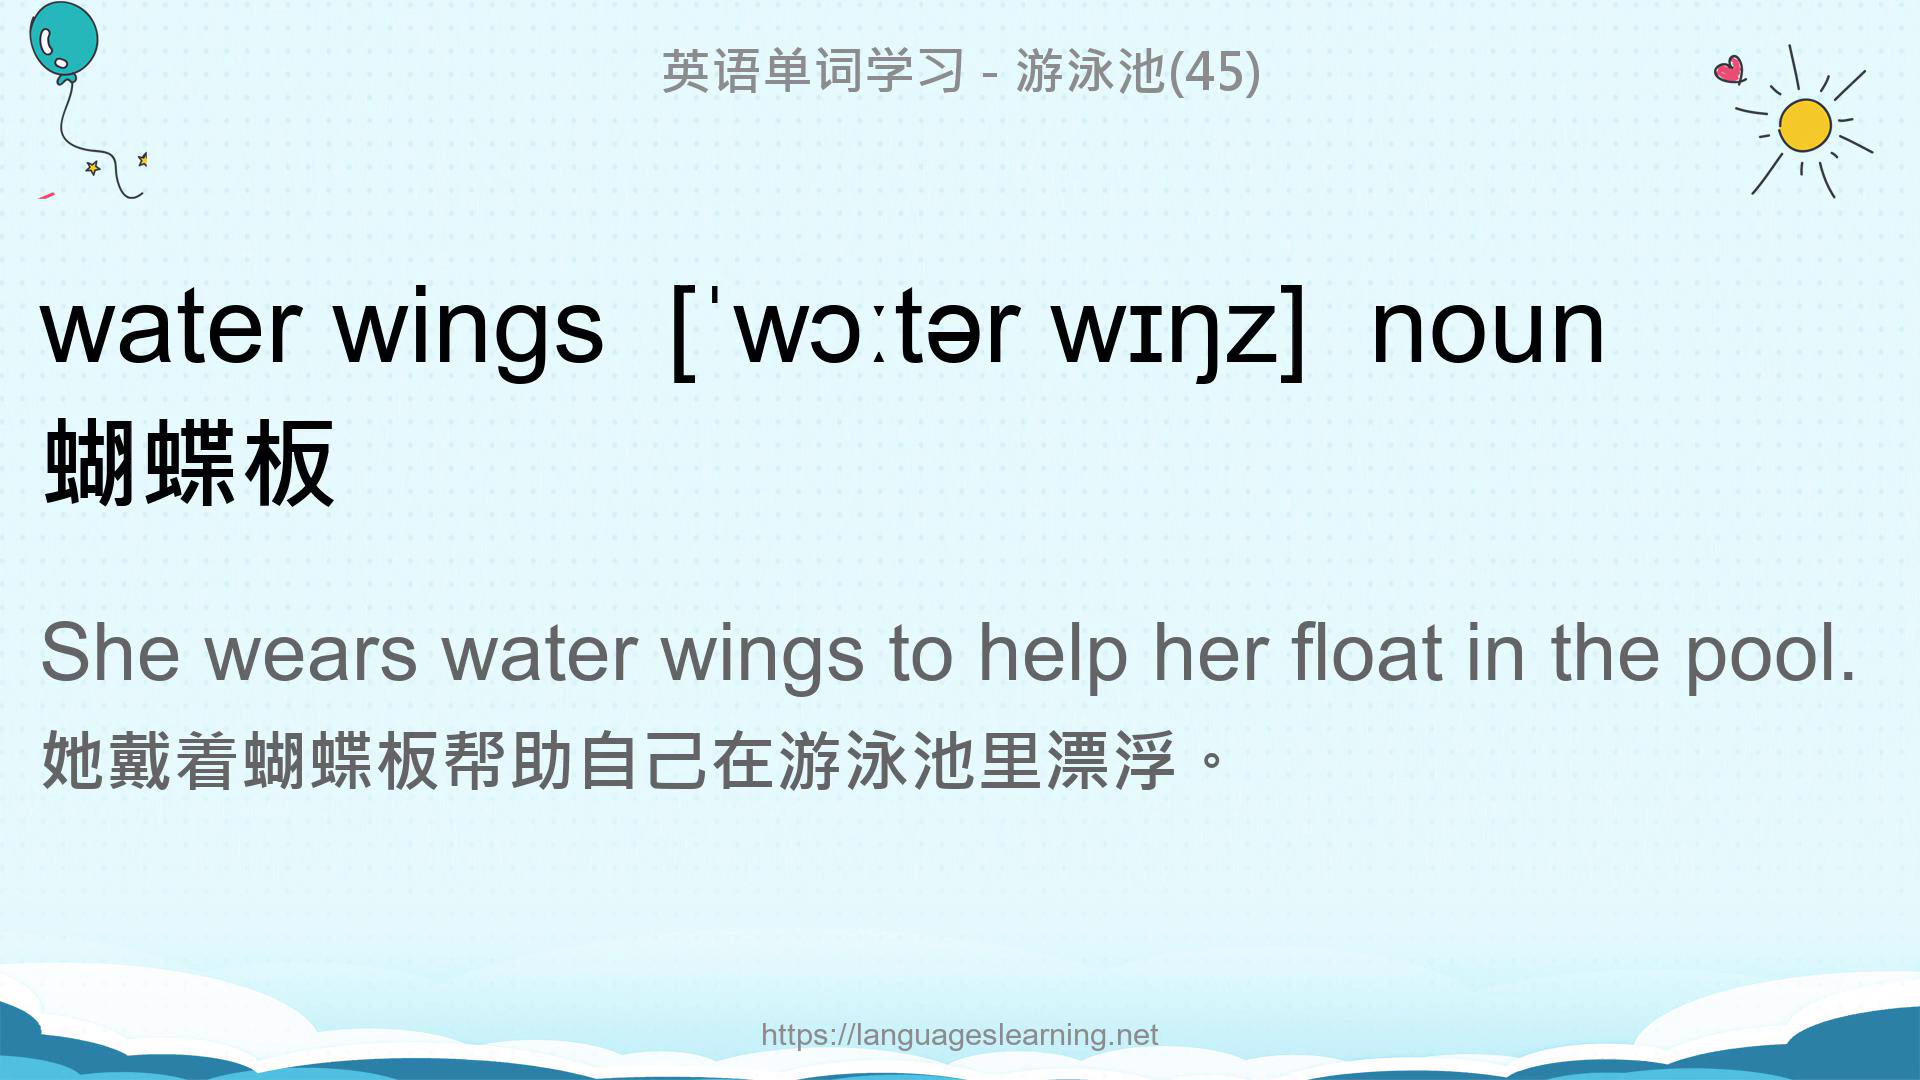 英语单词学习 - 游泳池(45)
water wings [ˈwɔːtər wɪŋz] noun
蝴蝶板
She wears water wings to help her float in the pool.
她戴着蝴蝶板帮助自己在游泳池里漂浮。
https://languageslearning.net